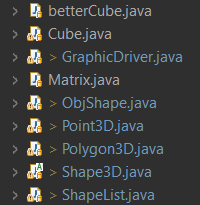 betterCube.java
Cube.java
> GraphicDriver.java
Matrix.java
> ObjShape.java
> Point3D.java
> Polygon3D.java
> Shape3D.java
> ShapeList.java